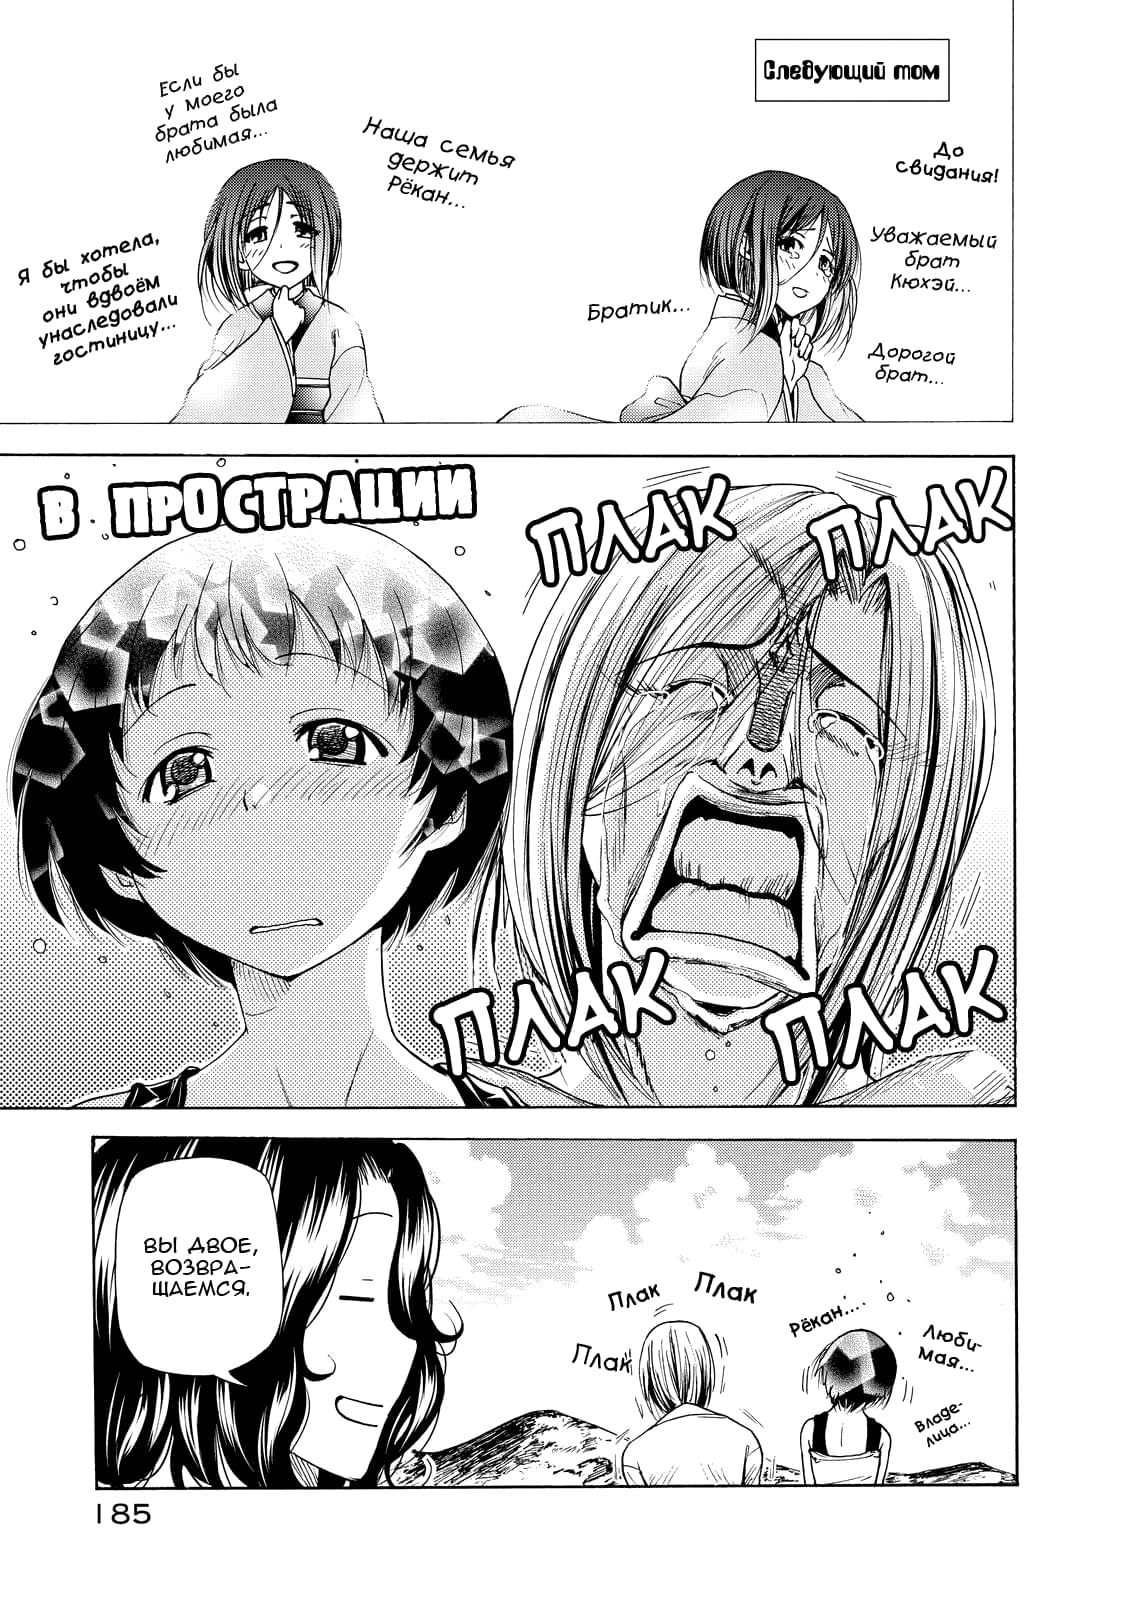 Следующий том
До
свидания!
Уважаемый
брат
Кюхэй...
Дорогой
брат...
Братик...
Наша семья
держит
Рёкан...
Если бы
у моего
брата была
любимая...
Я бы хотела,
чтобы
они вдвоём
унаследовали
гостиницу...
ПЛАК
ПЛАК
В ПРОСТРАЦИИ
ПЛАК
ПЛАК
Люби-
мая...
Рёкан....
Владе-
лица...
Плак
Плак
Плак
ВЫ ДВОЕ,
ВОЗВРА-
ЩАЕМСЯ.
185